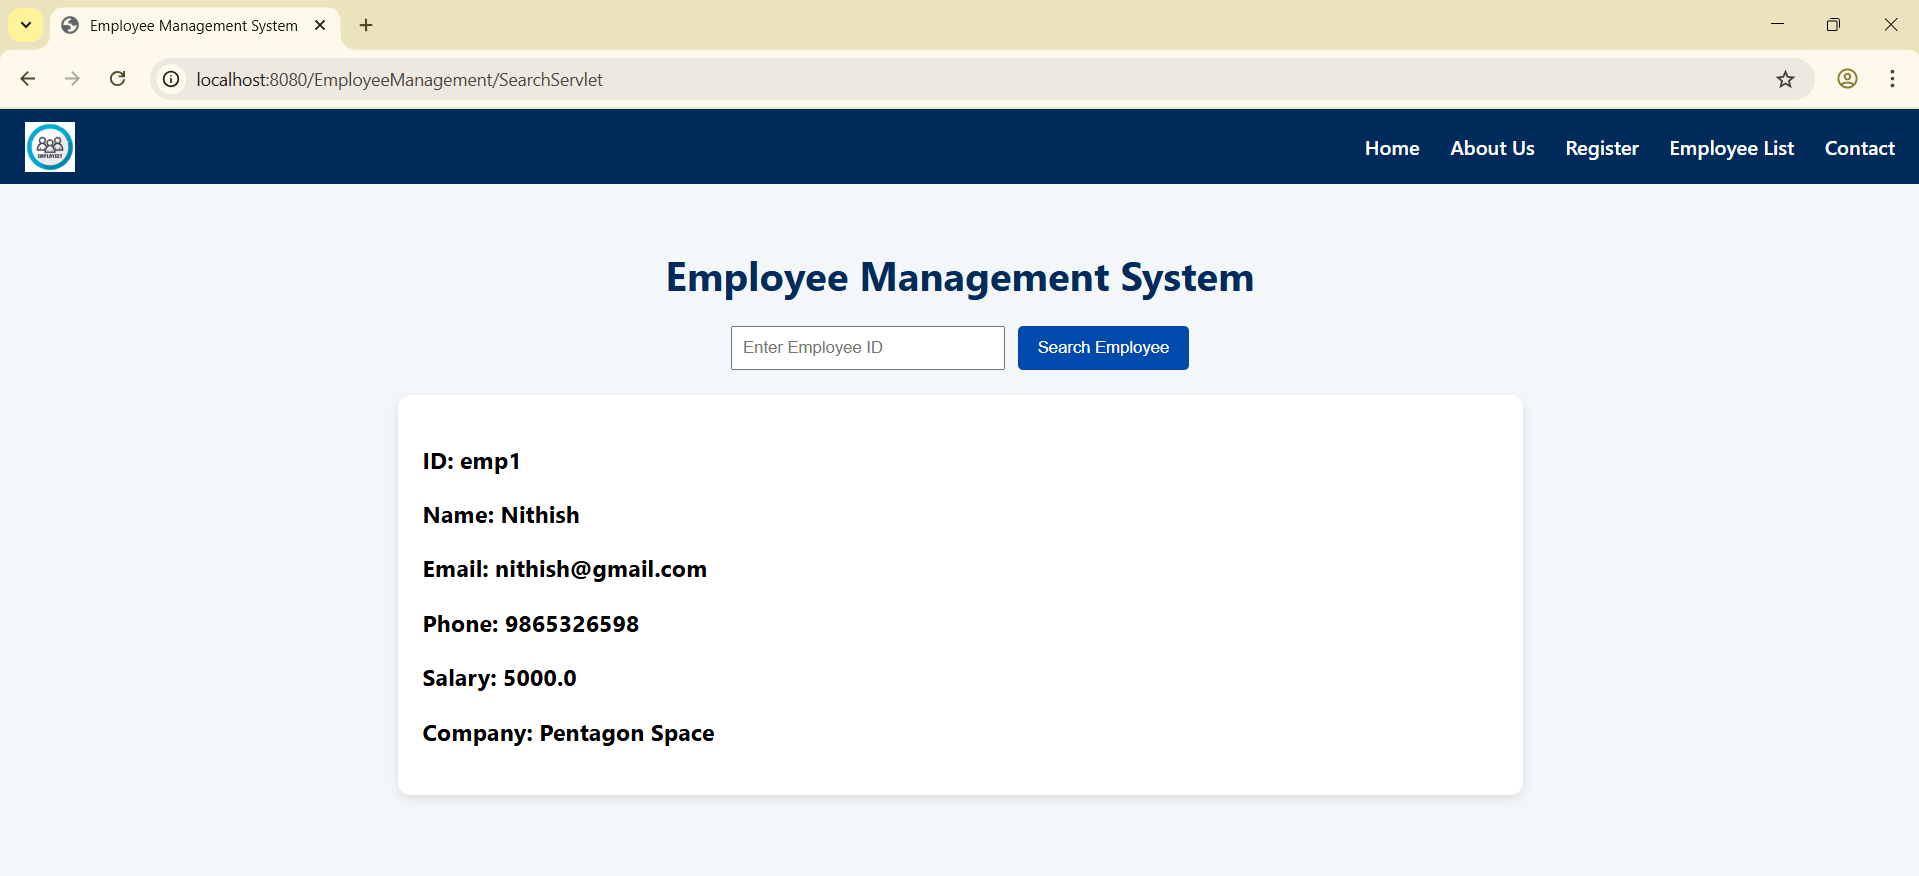 Employee Management System
localhost:8080/EmployeeManagement/SearchServlet
EMPLOYEES
Home About Us Register Employee List Contact
Employee Management System
Enter Employee ID Search Employee
ID: emp1
Name: Nithish
Email: nithish@gmail.com
Phone: 9865326598
Salary: 5000.0
Company: Pentagon Space